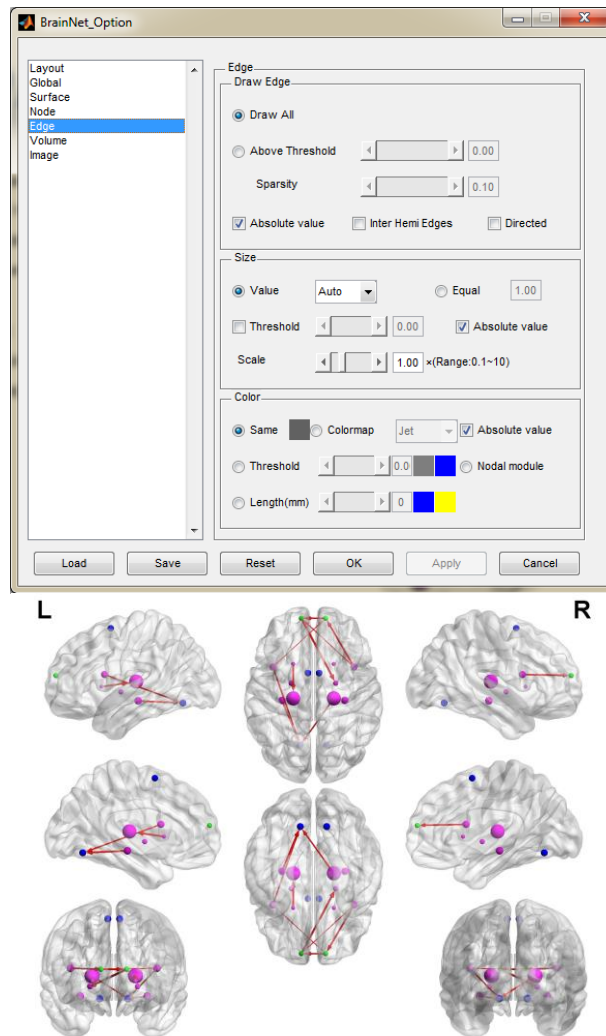 BrainNet_Option
Layout
Global
Surface
Node
Edge
Volume
Image
Edge
Draw Edge
Draw All
Above Threshold 0.00
Sparsity 0.10
Absolute value Inter Hemi Edges Directed
Size
Value Auto Equal 1.00
Threshold 0.00 Absolute value
Scale 1.00 ×(Range:0.1~10)
Color
Same Colormap Jet Absolute value
Threshold 0.0 Nodal module
Length(mm) 0
Load Save Reset OK Apply Cancel
L R